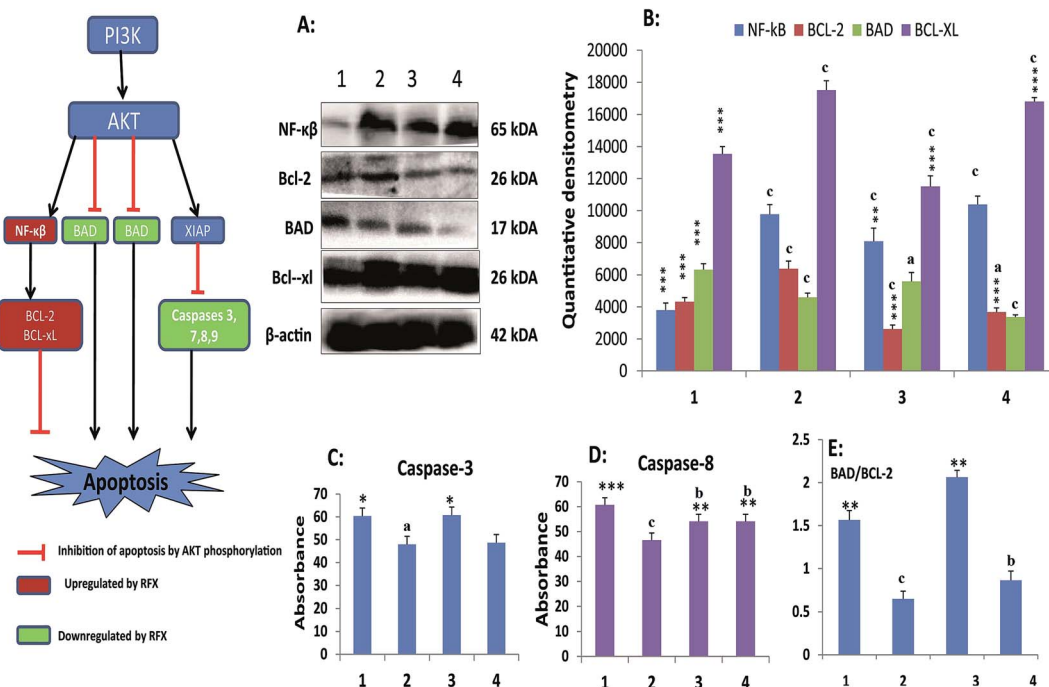 PI3K
AKT
NF-κβ
BAD
BAD
XIAP
BCL-2
BCL-xL
Caspases 3,
7,8,9
Apoptosis
Inhibition of apoptosis by AKT phosphorylation
Upregulated by RFX
Downregulated by RFX
A:
1 2 3 4
NF-κβ 65 kDA
Bcl-2 26 kDA
BAD 17 kDA
Bcl--xl 26 kDA
β-actin 42 kDA
B:
NF-kB BCL-2 BAD BCL-XL
Quantitative densitometry
20000
18000
16000
14000
12000
10000
8000
6000
4000
2000
0
*** *** *** ***
c c c c
c ** c *** a c ***
c a *** c c ***
1 2 3 4
C:
Caspase-3
Absorbance
70
60
50
40
30
20
10
0
* a *
1 2 3 4
D:
Caspase-8
Absorbance
70
60
50
40
30
20
10
0
*** c b ** b **
1 2 3 4
E:
BAD/BCL-2
2.5
2
1.5
1
0.5
0
** c ** b
1 2 3 4